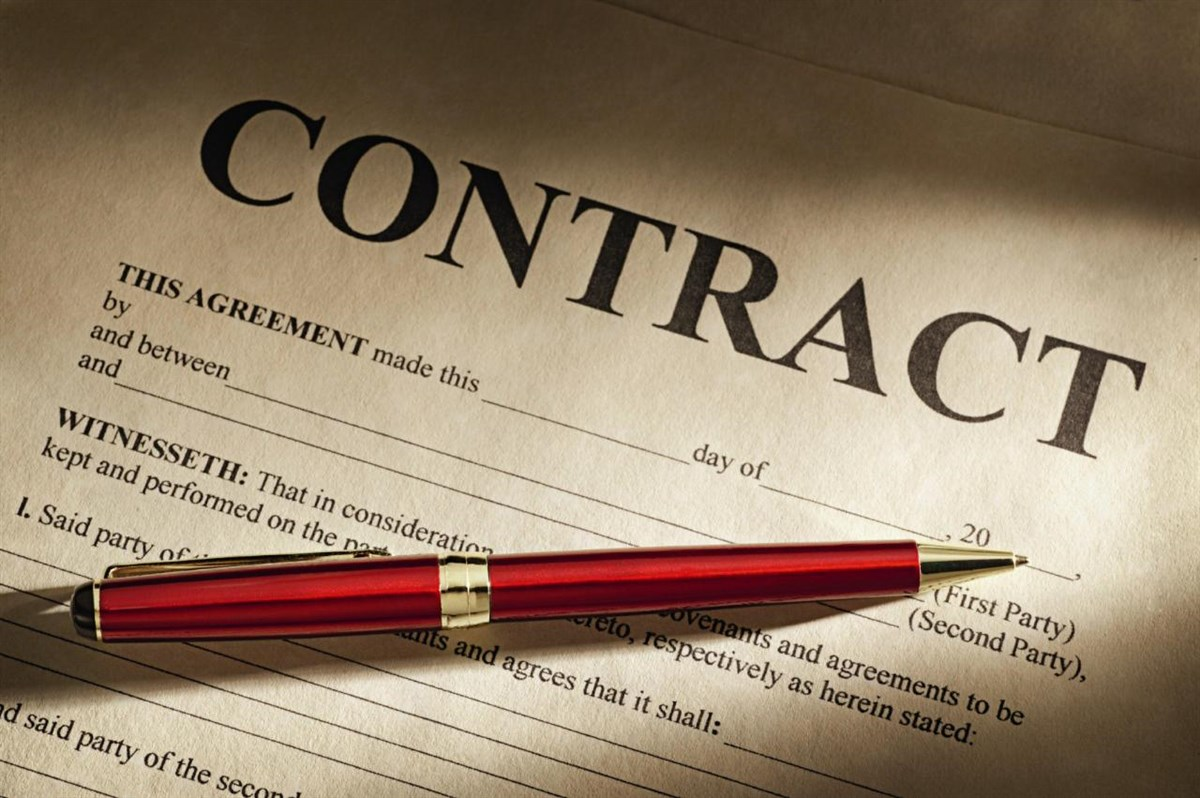 CONTRACT
THIS AGREEMENT made this day of , 20 ,
by
and between (First Party)
and (Second Party),
WITNESSETH: That in consideration covenants and agreements to be
kept and performed on the part hereto, respectively as herein stated:
I. Said party of and agrees that it shall:
said party of the second